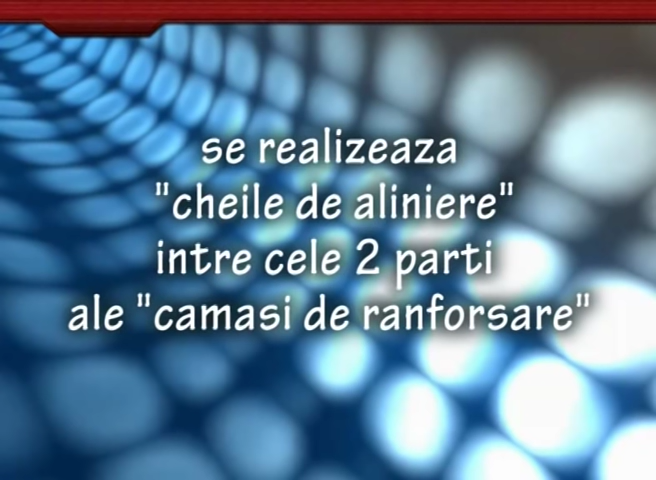 se realizeaza
"cheile de aliniere"
intre cele 2 parti
ale "camasi de ranforsare"